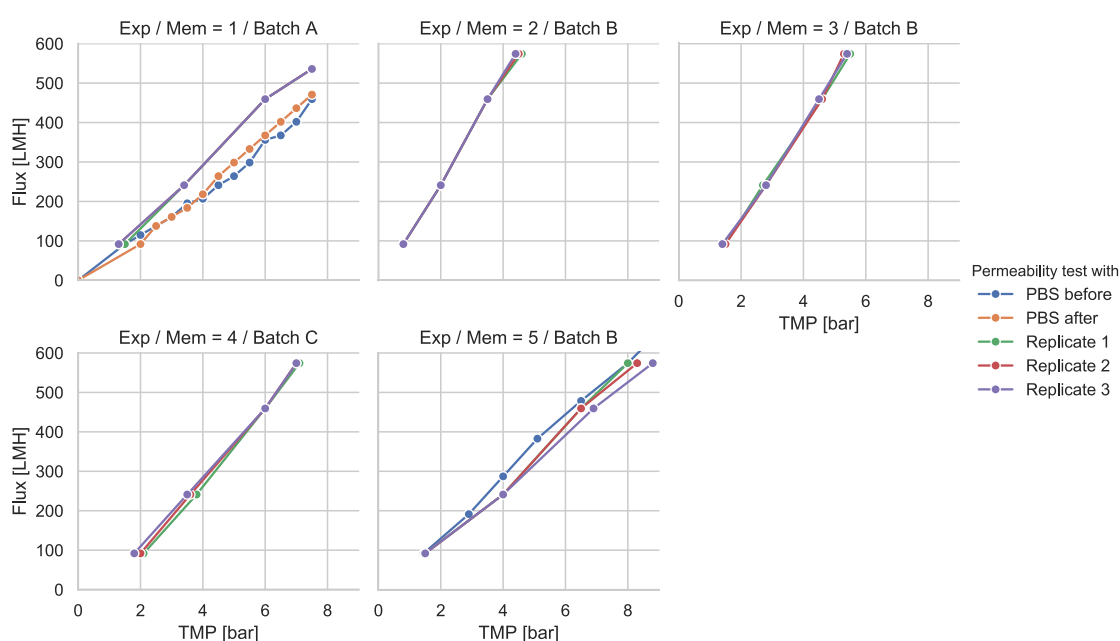 Exp / Mem = 1 / Batch A
Exp / Mem = 2 / Batch B
Exp / Mem = 3 / Batch B
600
500
400
300
200
100
0
Flux [LMH]
0 2 4 6 8
TMP [bar]
Permeability test with
PBS before
PBS after
Replicate 1
Replicate 2
Replicate 3
Exp / Mem = 4 / Batch C
Exp / Mem = 5 / Batch B
600
500
400
300
200
100
0
Flux [LMH]
0 2 4 6 8
TMP [bar]
0 2 4 6 8
TMP [bar]